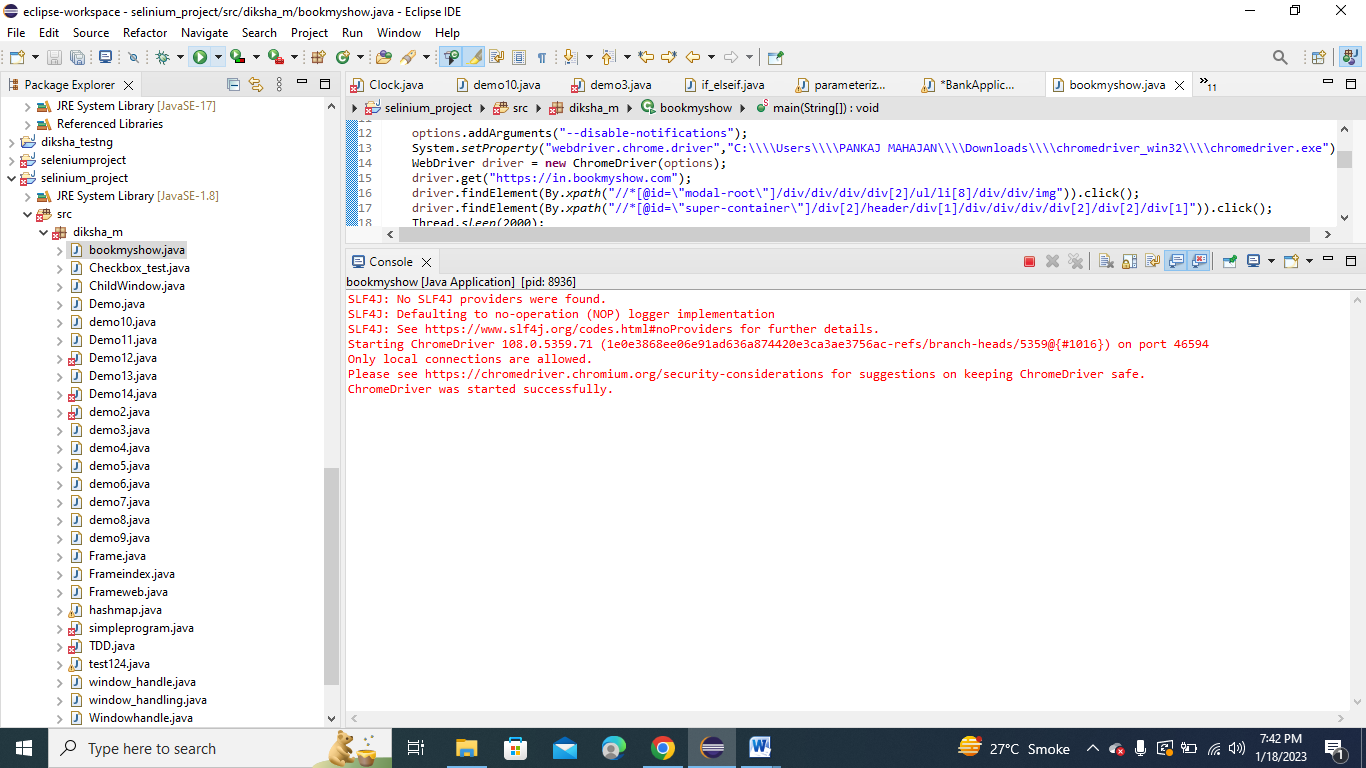 eclipse-workspace - selinium_project/src/diksha_m/bookmyshow.java - Eclipse IDE
File Edit Source Refactor Navigate Search Project Run Window Help
Package Explorer
JRE System Library [JavaSE-17]
Referenced Libraries
diksha_testng
seleniumproject
selinium_project
JRE System Library [JavaSE-1.8]
src
diksha_m
bookmyshow.java
Checkbox_test.java
ChildWindow.java
Demo.java
demo10.java
Demo11.java
Demo12.java
Demo13.java
Demo14.java
demo2.java
demo3.java
demo4.java
demo5.java
demo6.java
demo7.java
demo8.java
demo9.java
Frame.java
Frameindex.java
Frameweb.java
hashmap.java
simpleprogram.java
TDD.java
test124.java
window_handle.java
window_handling.java
Windowhandle.java
Clock.java demo10.java demo3.java if_elseif.java parameteriz... *BankApplic... bookmyshow.java 11
selinium_project src diksha_m bookmyshow main(String[]) : void
12 options.addArguments("--disable-notifications");
13 System.setProperty("webdriver.chrome.driver","C:\\\\Users\\\\PANKAJ MAHAJAN\\\\Downloads\\\\chromedriver_win32\\\\chromedriver.exe")
14 WebDriver driver = new ChromeDriver(options);
15 driver.get("https://in.bookmyshow.com");
16 driver.findElement(By.xpath("//*[@id=\"modal-root\"]/div/div/div/div[2]/ul/li[8]/div/div/img")).click();
17 driver.findElement(By.xpath("//*[@id=\"super-container\"]/div[2]/header/div[1]/div/div/div/div[2]/div[2]/div[1]")).click();
18 Thread.sleep(2000);
Console
bookmyshow [Java Application] [pid: 8936]
SLF4J: No SLF4J providers were found.
SLF4J: Defaulting to no-operation (NOP) logger implementation
SLF4J: See https://www.slf4j.org/codes.html#noProviders for further details.
Starting ChromeDriver 108.0.5359.71 (1e0e3868ee06e91ad636a874420e3ca3ae3756ac-refs/branch-heads/5359@{#1016}) on port 46594
Only local connections are allowed.
Please see https://chromedriver.chromium.org/security-considerations for suggestions on keeping ChromeDriver safe.
ChromeDriver was started successfully.
Type here to search
27°C Smoke
7:42 PM
1/18/2023
1